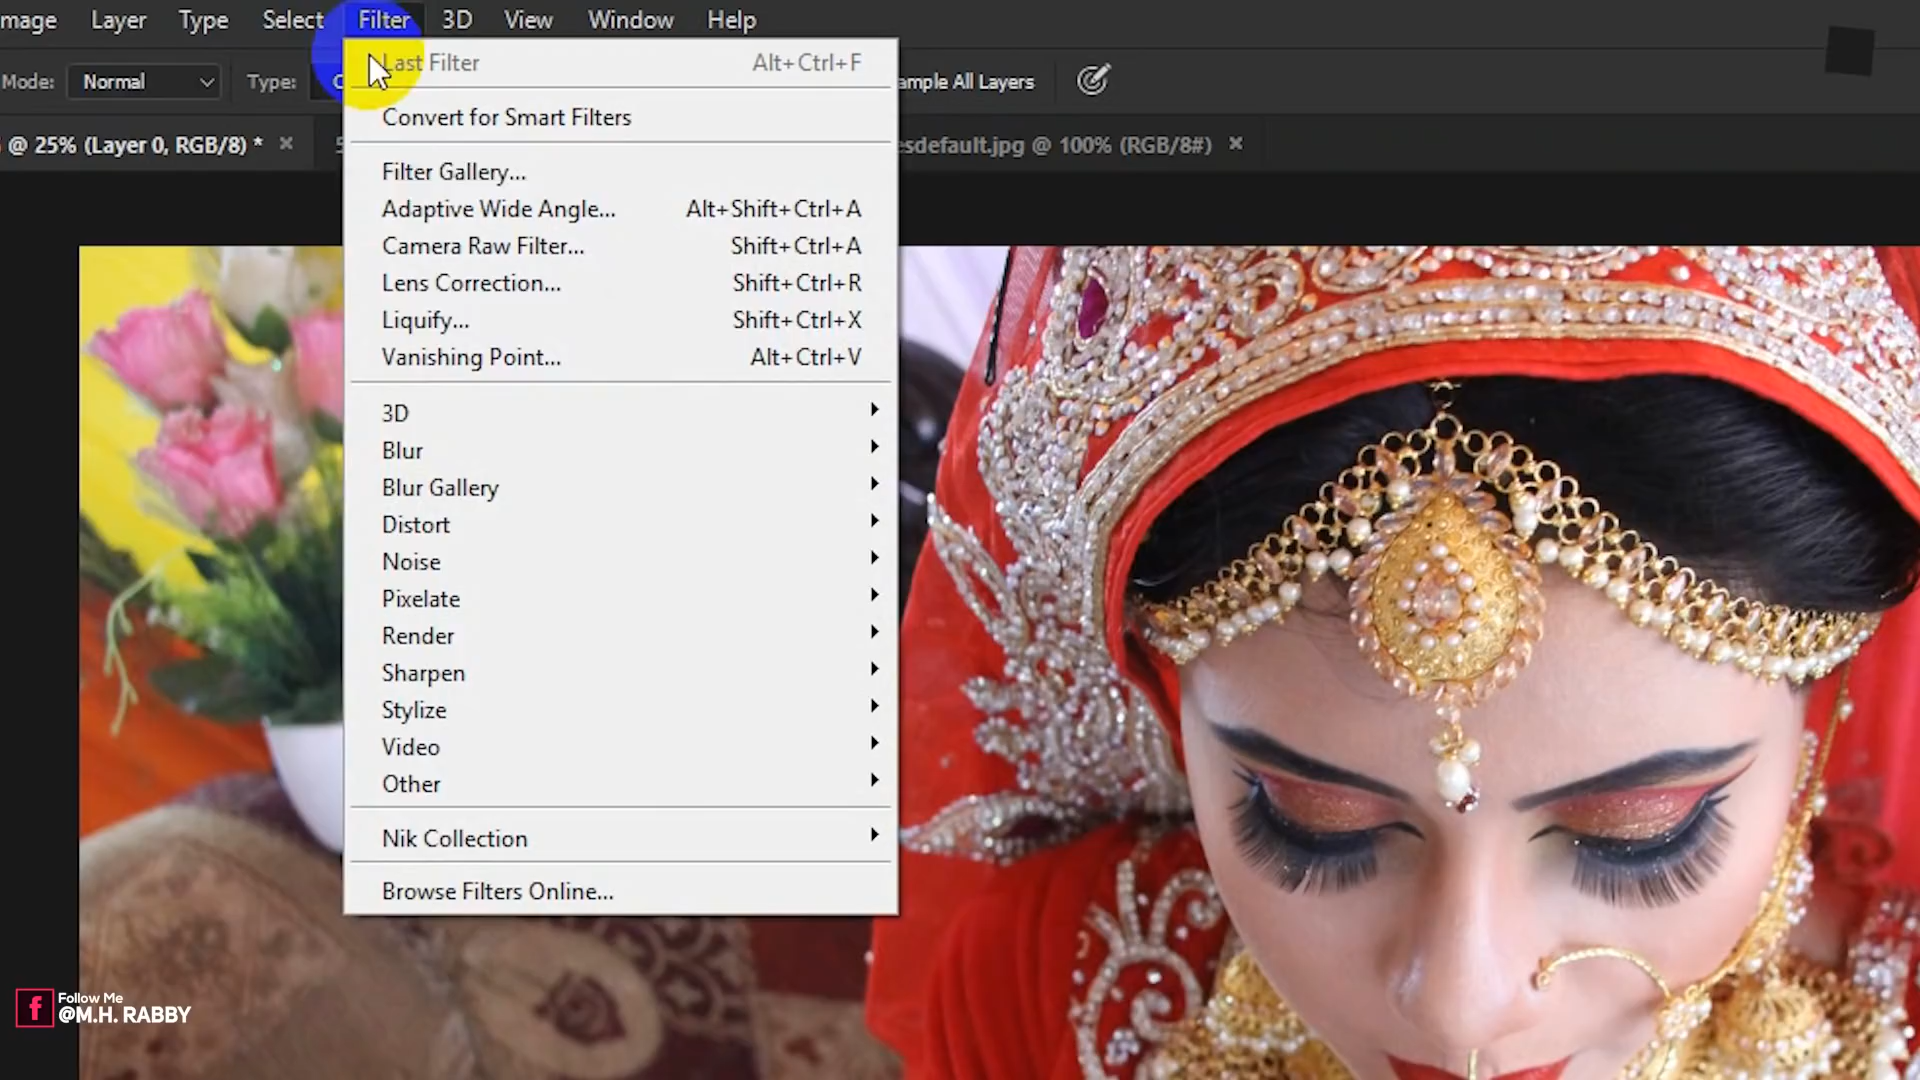 mage Layer Type Select Filter 3D View Window Help
Mode: Normal Type: C ample All Layers
@ 25% (Layer 0, RGB/8) * × 5 esdefault.jpg @ 100% (RGB/8#) ×
Last Filter Alt+Ctrl+F
Convert for Smart Filters
Filter Gallery...
Adaptive Wide Angle... Alt+Shift+Ctrl+A
Camera Raw Filter... Shift+Ctrl+A
Lens Correction... Shift+Ctrl+R
Liquify... Shift+Ctrl+X
Vanishing Point... Alt+Ctrl+V
3D
Blur
Blur Gallery
Distort
Noise
Pixelate
Render
Sharpen
Stylize
Video
Other
Nik Collection
Browse Filters Online...
f Follow Me
@M.H. RABBY